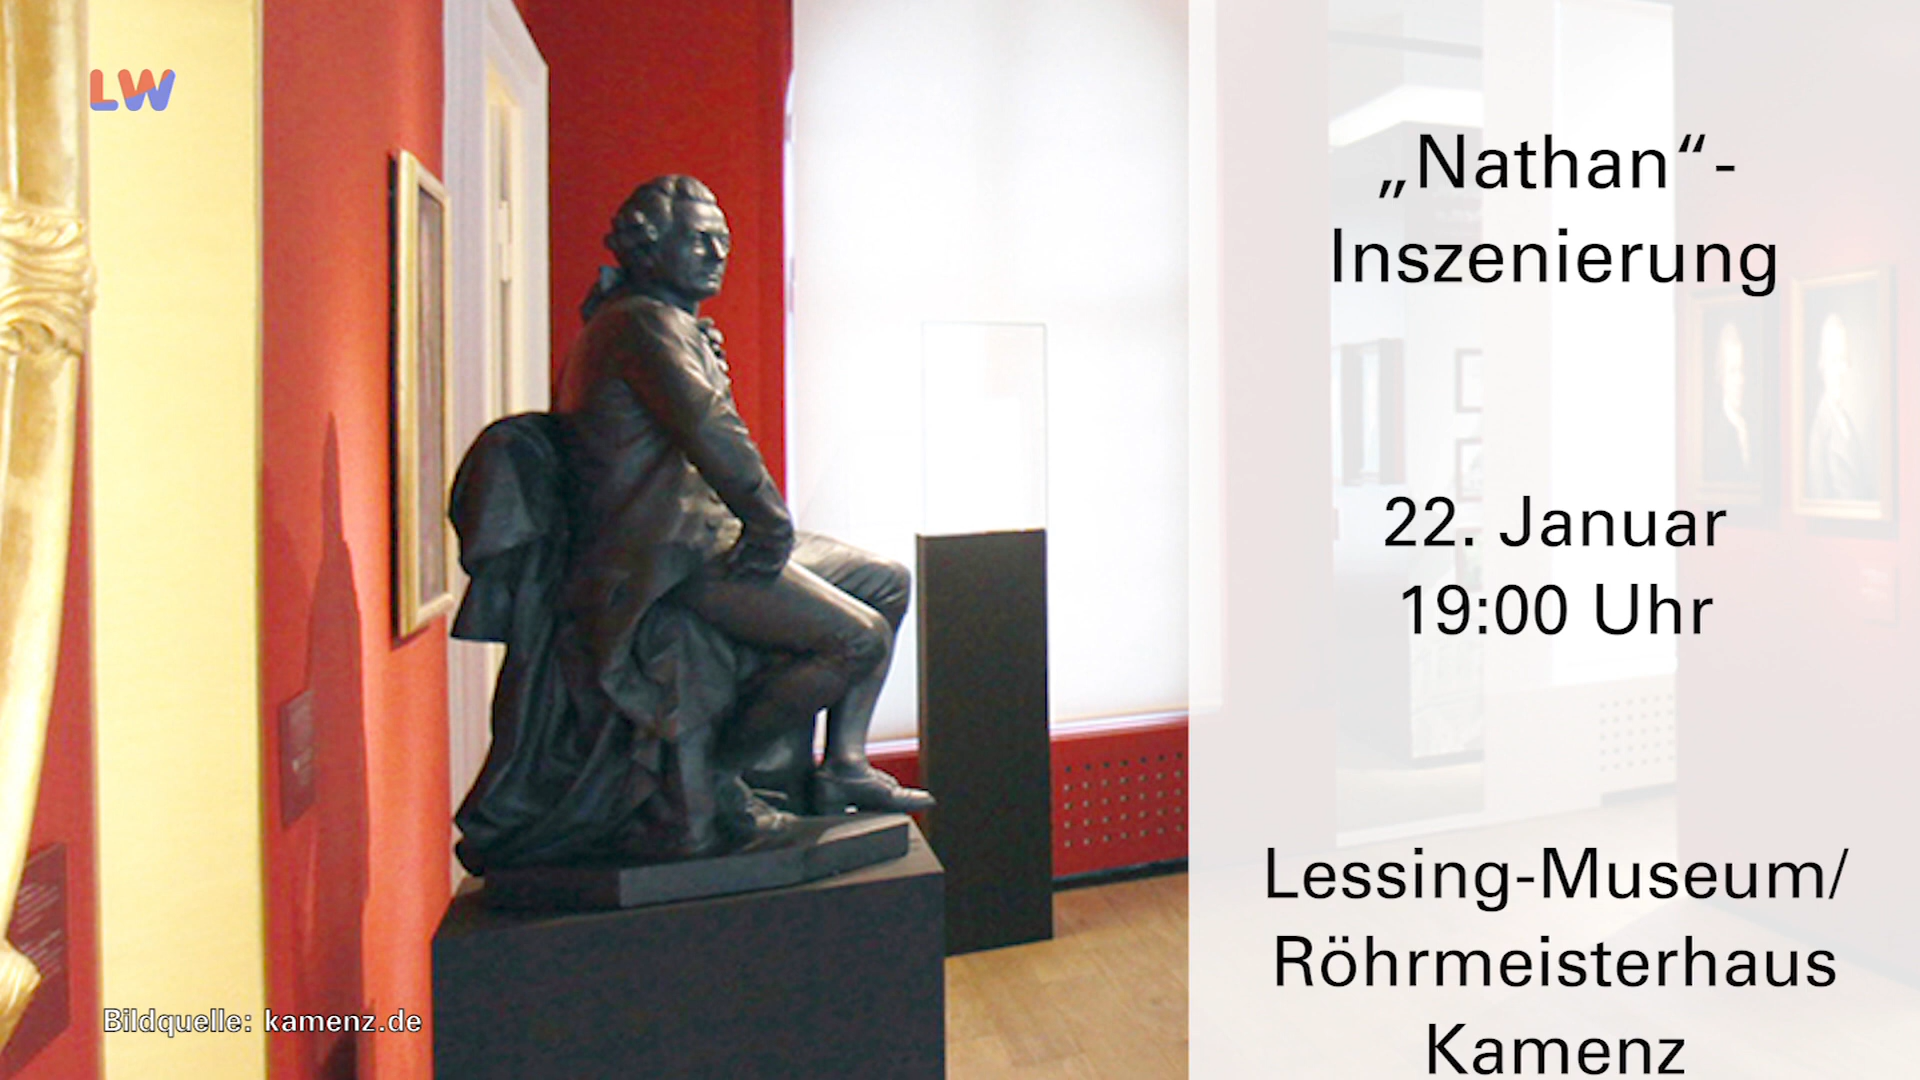 LW
„Nathan“-
Inszenierung
22. Januar
19:00 Uhr
Lessing-Museum/
Röhrmeisterhaus
Kamenz
Bildquelle: kamenz.de